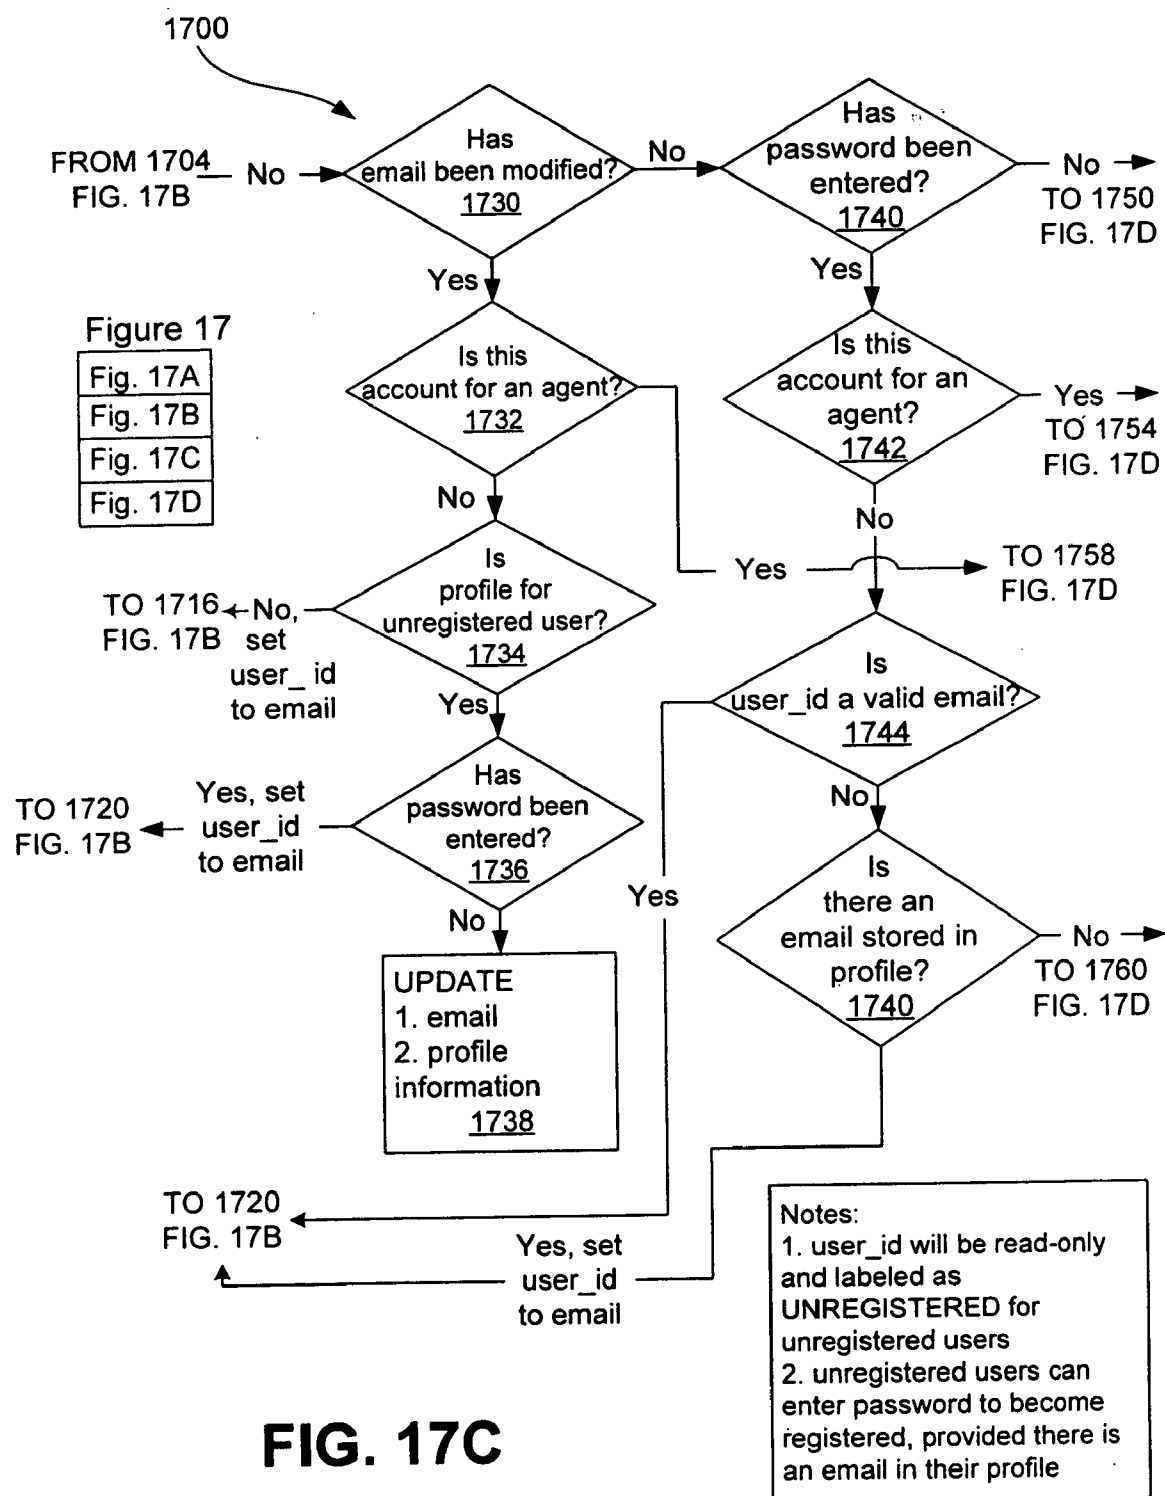 1700
FROM 1704
FIG. 17B
No
Has
email been modified?
1730
No
Has
password been
entered?
1740
No
TO 1750
FIG. 17D
Yes
Yes
Figure 17
Fig. 17A
Fig. 17B
Fig. 17C
Fig. 17D
Is this
account for an agent?
1732
Is this
account for an
agent?
1742
Yes
TO 1754
FIG. 17D
No
No
Yes
TO 1758
FIG. 17D
Is
profile for
unregistered user?
1734
TO 1716
FIG. 17B
No,
set
user_ id
to email
Yes
Is
user_id a valid email?
1744
No
Has
password been
entered?
1736
Yes, set
user_id
to email
TO 1720
FIG. 17B
No
Yes
Is
there an
email stored in
profile?
1740
No
TO 1760
FIG. 17D
UPDATE
1. email
2. profile
information
1738
TO 1720
FIG. 17B
Yes, set
user_id
to email
Notes:
1. user_id will be read-only
and labeled as
UNREGISTERED for
unregistered users
2. unregistered users can
enter password to become
registered, provided there is
an email in their profile
FIG. 17C